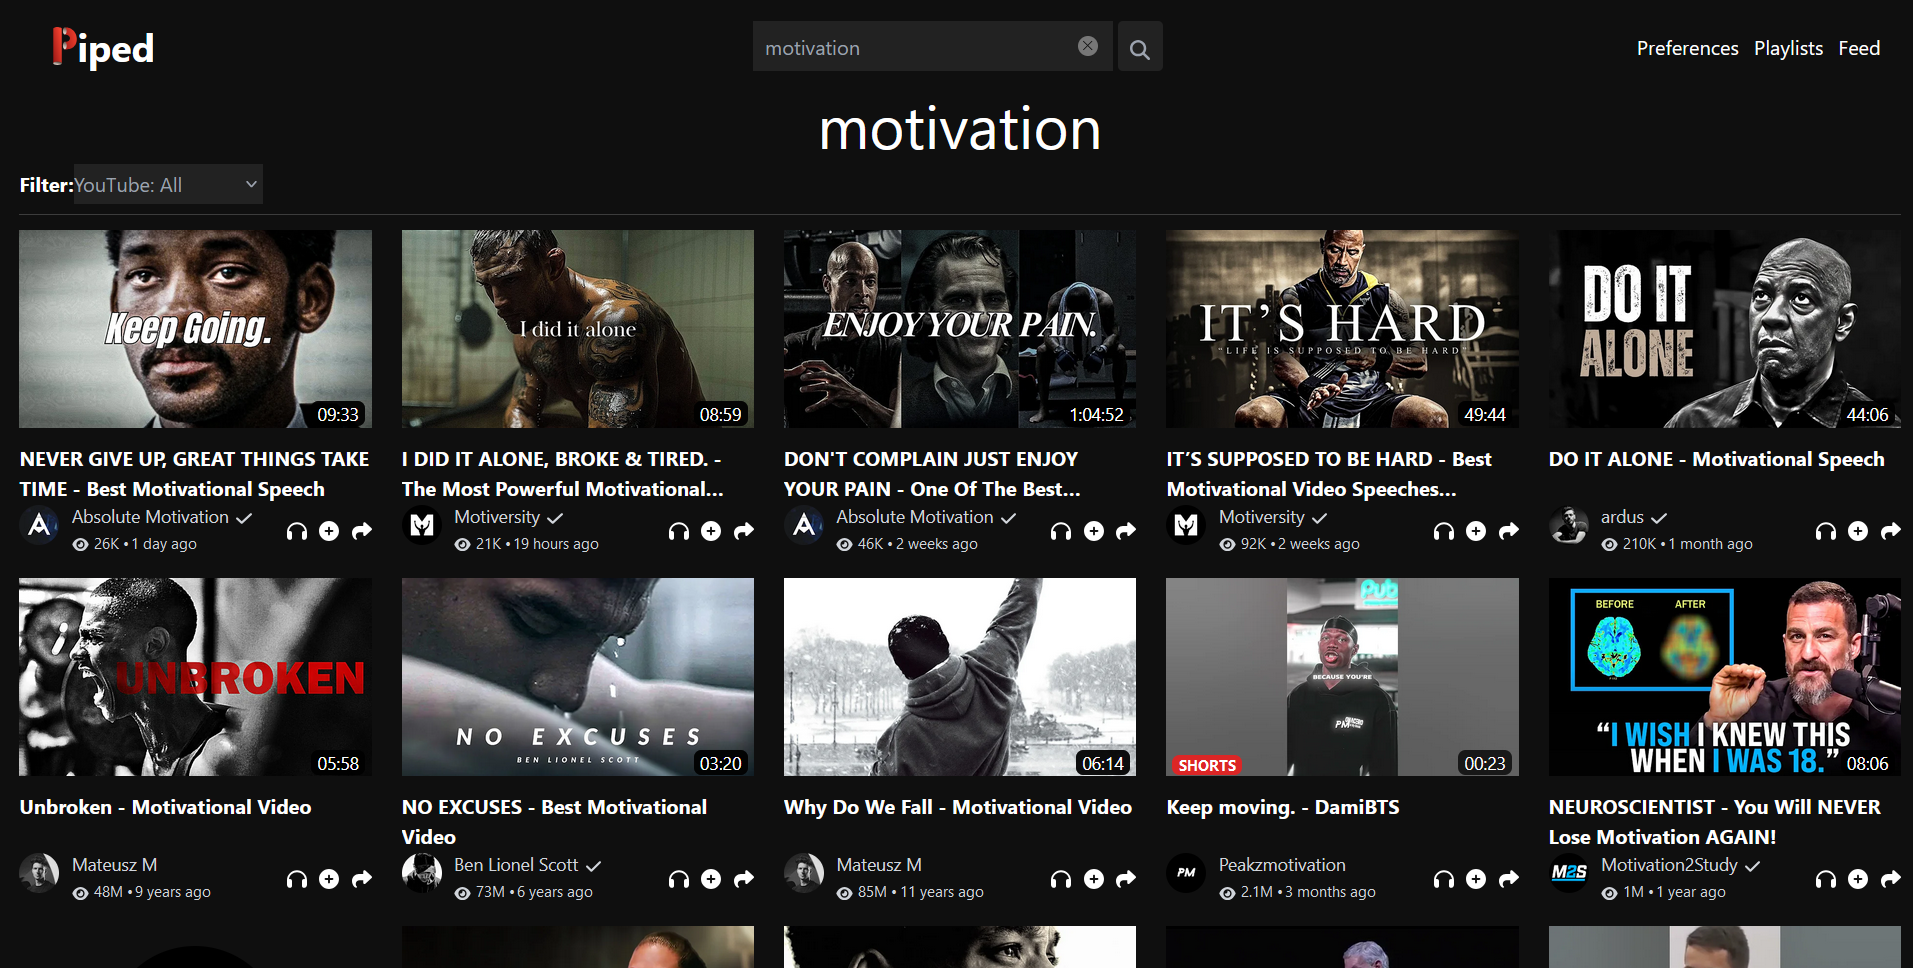 Piped
motivation
Preferences Playlists Feed
motivation
Filter: YouTube: All
Keep Going.
09:33
I did it alone
08:59
ENJOY YOUR PAIN.
1:04:52
IT'S HARD
"LIFE IS SUPPOSED TO BE HARD"
49:44
DO IT
ALONE
44:06
NEVER GIVE UP, GREAT THINGS TAKE
TIME - Best Motivational Speech
Absolute Motivation
26K • 1 day ago
I DID IT ALONE, BROKE & TIRED. -
The Most Powerful Motivational...
Motiversity
21K • 19 hours ago
DON'T COMPLAIN JUST ENJOY
YOUR PAIN - One Of The Best...
Absolute Motivation
46K • 2 weeks ago
IT’S SUPPOSED TO BE HARD - Best
Motivational Video Speeches...
Motiversity
92K • 2 weeks ago
DO IT ALONE - Motivational Speech
ardus
210K • 1 month ago
UNBROKEN
05:58
NO EXCUSES
BEN LIONEL SCOTT
03:20
06:14
Pub
BECAUSE YOU'RE
PM
SHORTS
00:23
BEFORE AFTER
“I WISH I KNEW THIS
WHEN I WAS 18.”
08:06
Unbroken - Motivational Video
Mateusz M
48M • 9 years ago
NO EXCUSES - Best Motivational
Video
Ben Lionel Scott
73M • 6 years ago
Why Do We Fall - Motivational Video
Mateusz M
85M • 11 years ago
Keep moving. - DamiBTS
PM
Peakzmotivation
2.1M • 3 months ago
NEUROSCIENTIST - You Will NEVER
Lose Motivation AGAIN!
M2S
Motivation2Study
1M • 1 year ago